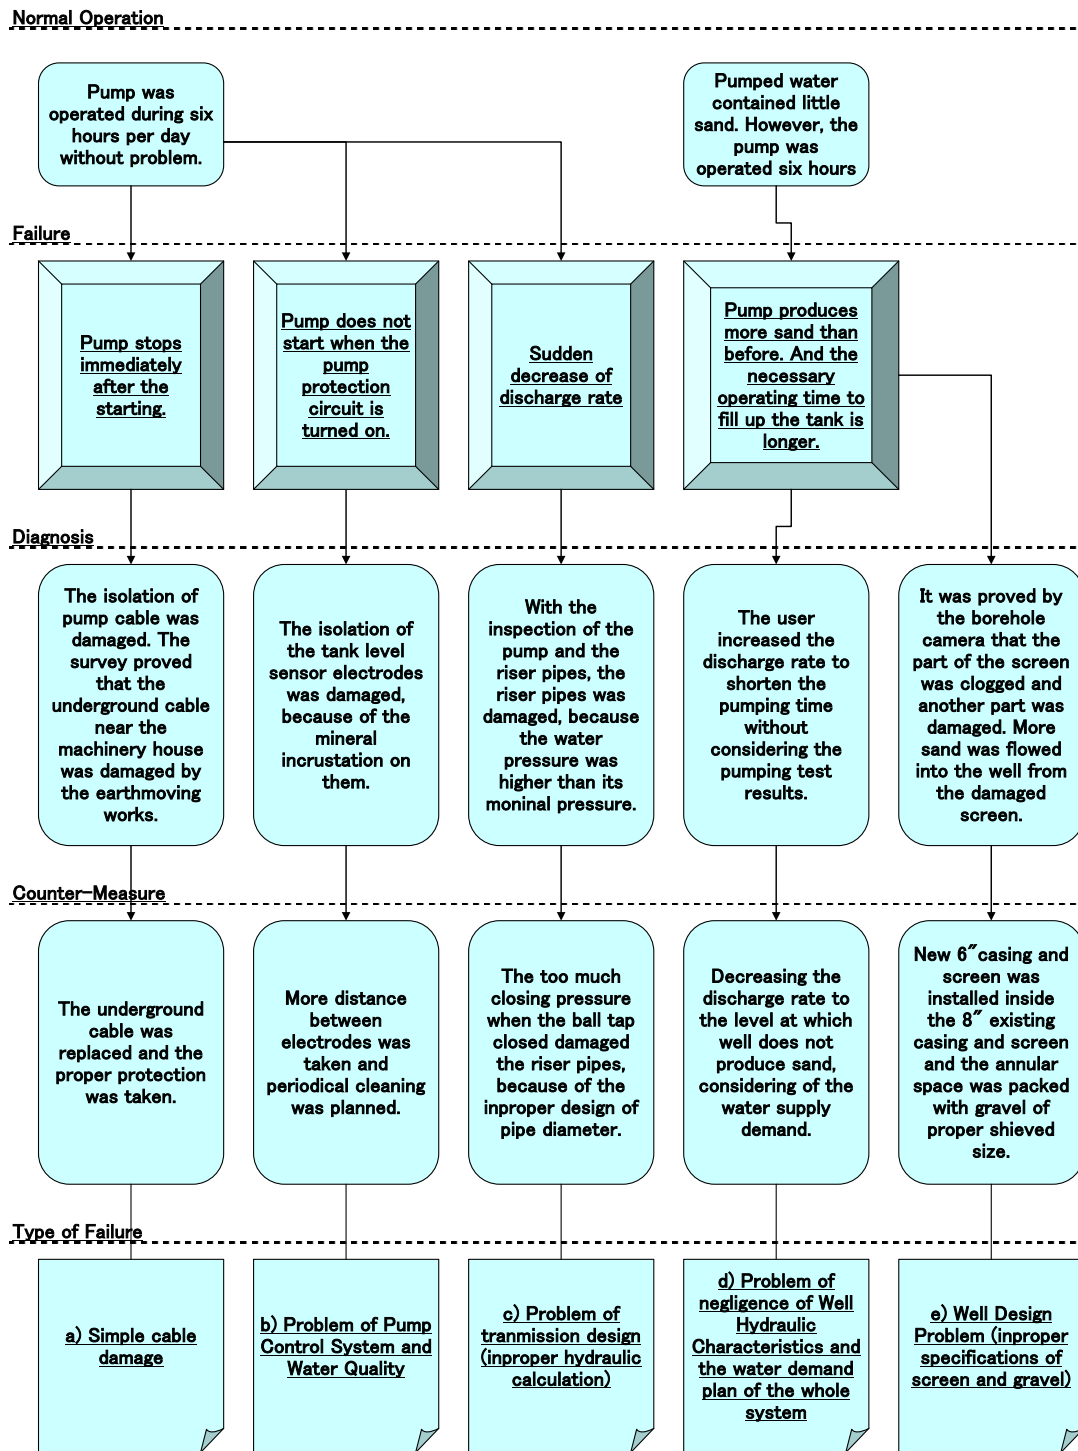 Normal Operation
Pump was
operated during six
hours per day
without problem.
Pumped water
contained little
sand. However, the
pump was
operated six hours
Failure
Pump stops
immediately
after the
starting.
Pump does not
start when the
pump
protection
circuit is
turned on.
Sudden
decrease of
discharge rate
Pump produces
more sand than
before. And the
necessary
operating time to
fill up the tank is
longer.
Diagnosis
The isolation of
pump cable was
damaged. The
survey proved
that the
underground cable
near the
machinery house
was damaged by
the earthmoving
works.
The isolation of
the tank level
sensor electrodes
was damaged,
because of the
mineral
incrustation on
them.
With the
inspection of the
pump and the
riser pipes, the
riser pipes was
damaged, because
the water
pressure was
higher than its
moninal pressure.
The user
increased the
discharge rate to
shorten the
pumping time
without
considering the
pumping test
results.
It was proved by
the borehole
camera that the
part of the screen
was clogged and
another part was
damaged. More
sand was flowed
into the well from
the damaged
screen.
Counter-Measure
The underground
cable was
replaced and the
proper protection
was taken.
More distance
between
electrodes was
taken and
periodical cleaning
was planned.
The too much
closing pressure
when the ball tap
closed damaged
the riser pipes,
because of the
inproper design of
pipe diameter.
Decreasing the
discharge rate to
the level at which
well does not
produce sand,
considering of the
water supply
demand.
New 6″casing and
screen was
installed inside
the 8″ existing
casing and screen
and the annular
space was packed
with gravel of
proper shieved
size.
Type of Failure
a) Simple cable
damage
b) Problem of Pump
Control System and
Water Quality
c) Problem of
tranmission design
(inproper hydraulic
calculation)
d) Problem of
negligence of Well
Hydraulic
Characteristics and
the water demand
plan of the whole
system
e) Well Design
Problem (inproper
specifications of
screen and gravel)